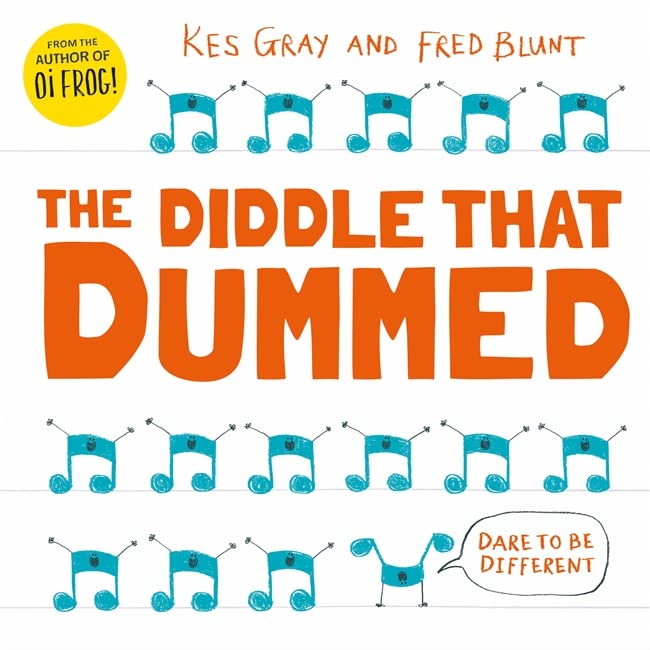 FROM THE
AUTHOR OF
Oi FROG!
KES GRAY AND FRED BLUNT
THE DIDDLE THAT
DUMMED
DARE TO BE
DIFFERENT